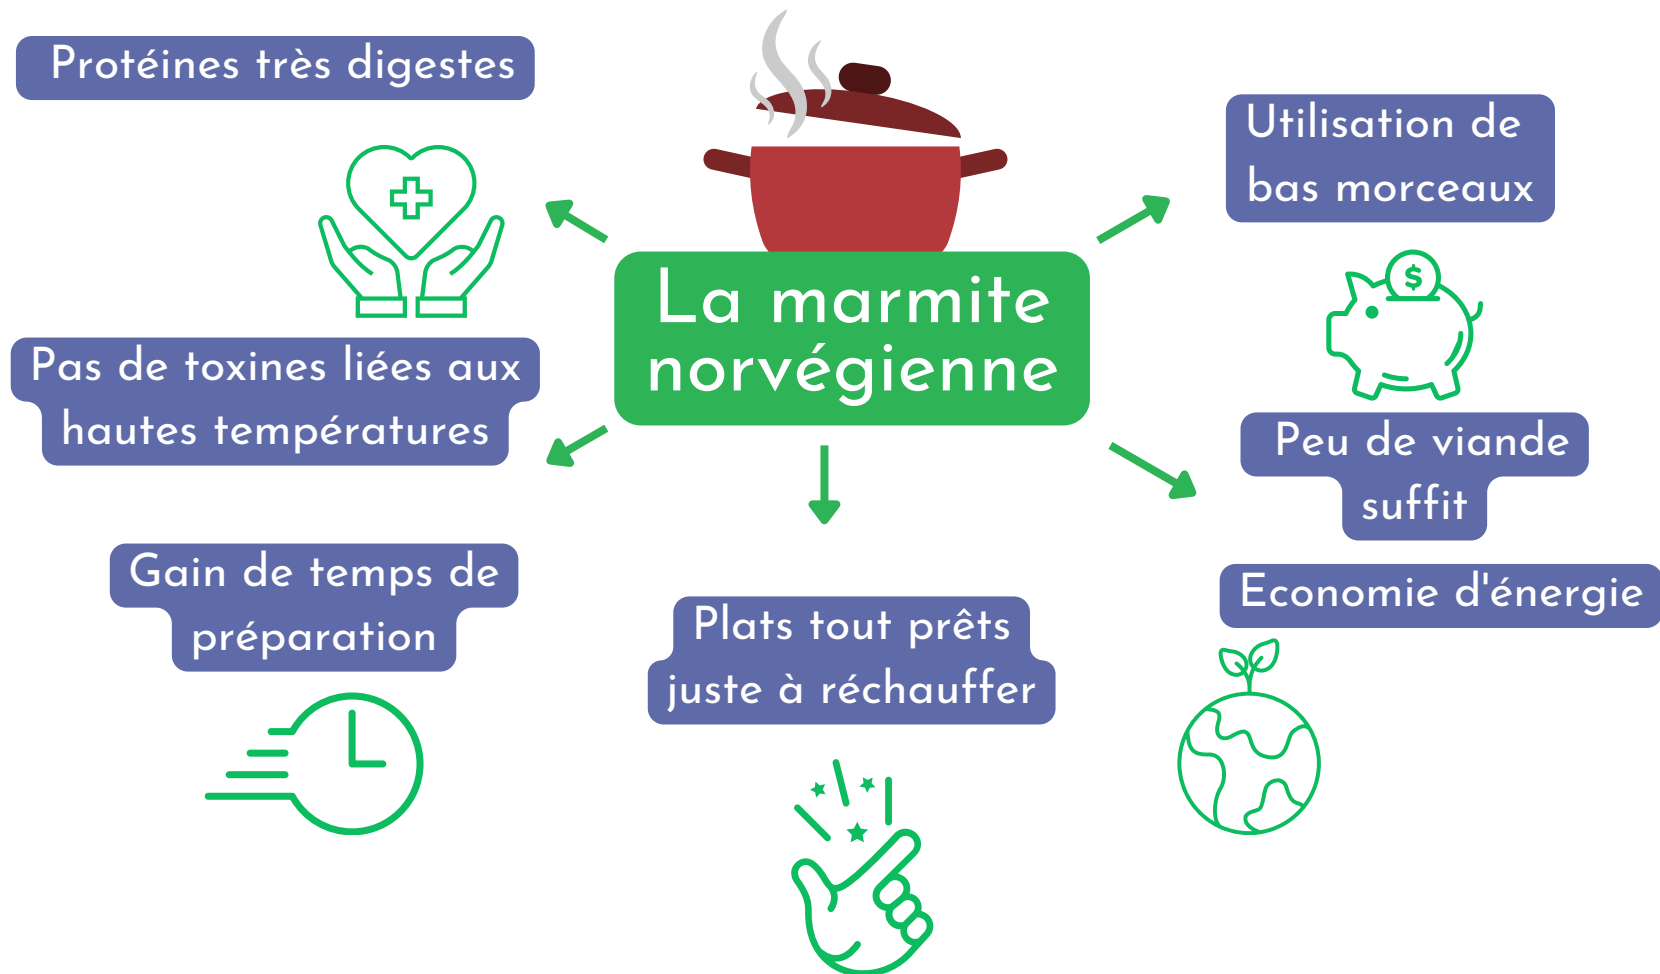 Protéines très digestes
Utilisation de
bas morceaux
$
La marmite
norvégienne
Pas de toxines liées aux
hautes températures
Peu de viande
suffit
Gain de temps de
préparation
Economie d'énergie
Plats tout prêts
juste à réchauffer